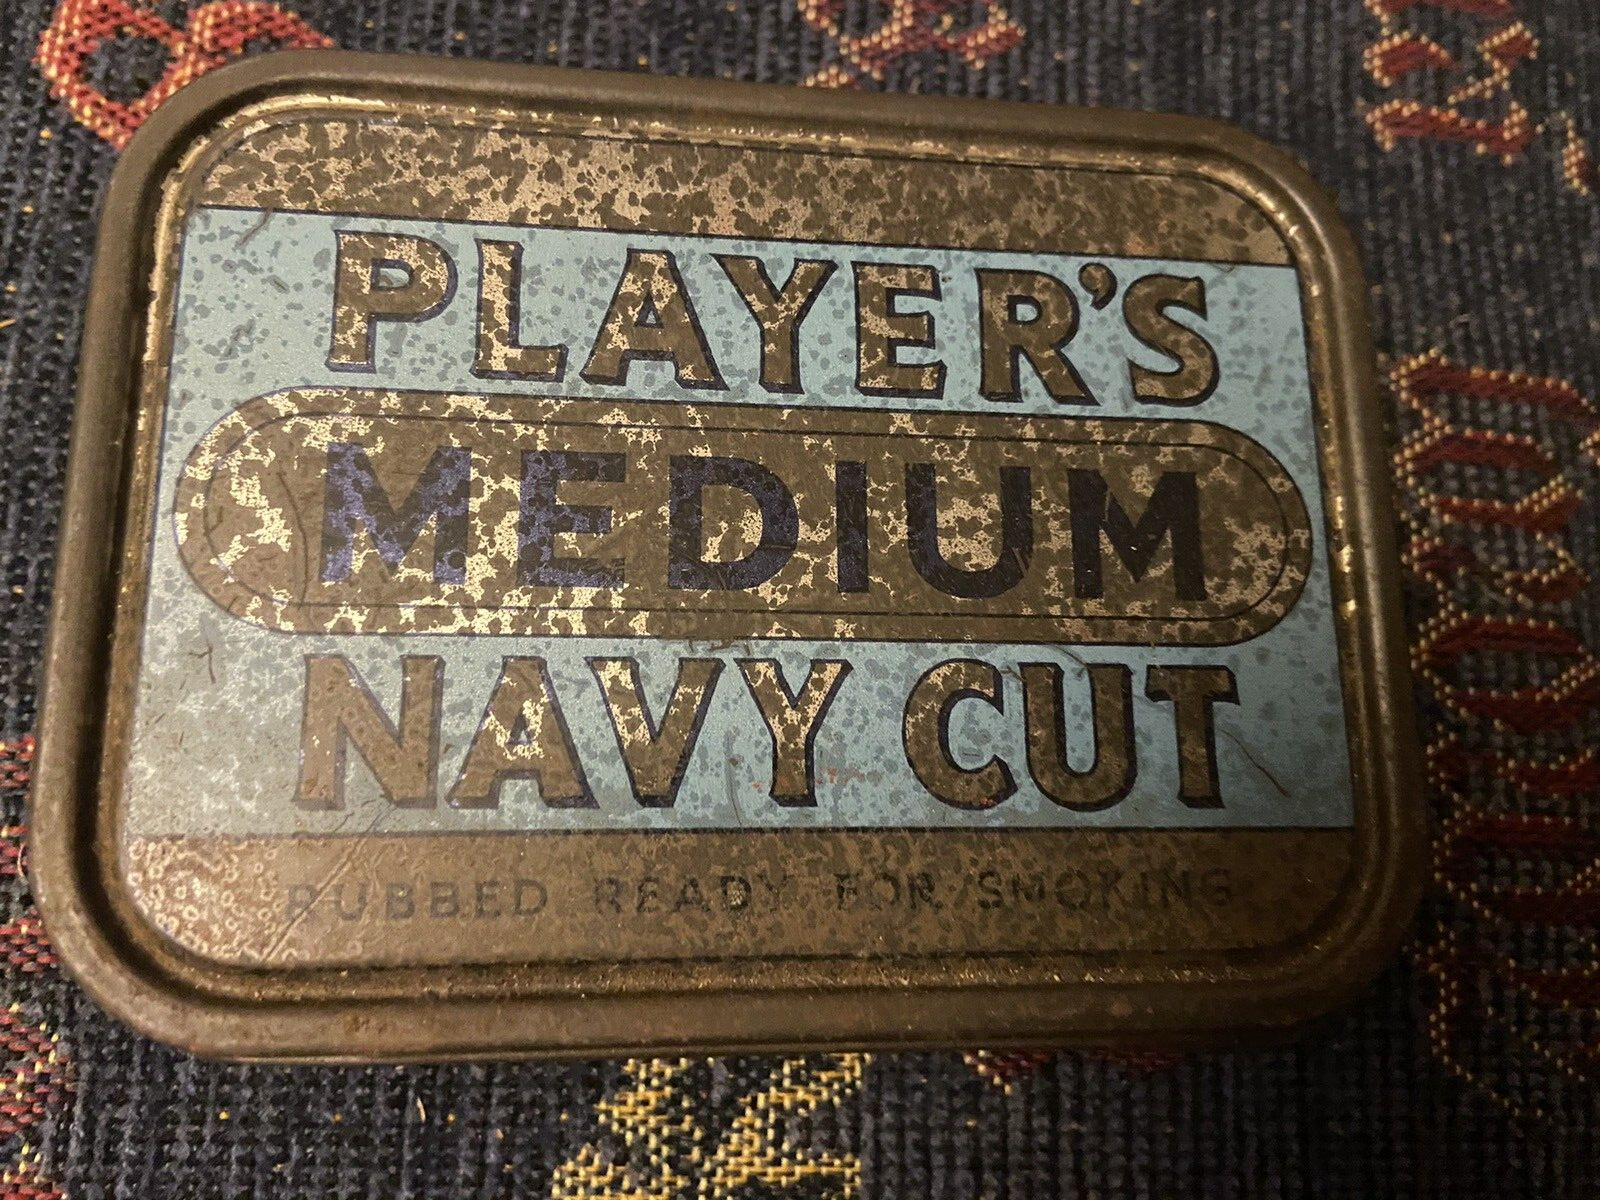 PLAYER'S
MEDIUM
NAVY CUT
RUBBED READY FOR SMOKING